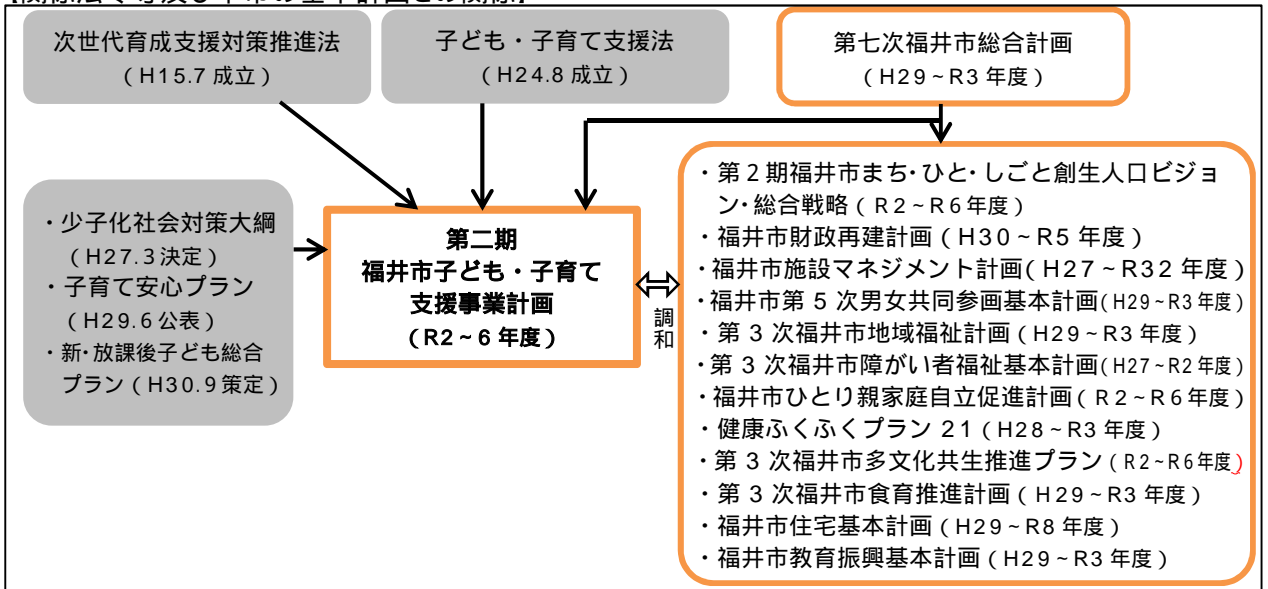 次世代育成支援対策推進法
（H15.7 成立）
子ども・子育て支援法
（H24.8 成立）
第七次福井市総合計画
（H29～R3 年度）
・少子化社会対策大綱
（H27.3 決定）
・子育て安心プラン
（H29.6 公表）
・新・放課後子ども総合
プラン（H30.9 策定）
第二期
福井市子ども・子育て
支援事業計画
（R2～6 年度）
調和
・第２期福井市まち・ひと・しごと創生人口ビジョ
ン・総合戦略（R2～R6年度）
・福井市財政再建計画（H30～R5 年度）
・福井市施設マネジメント計画（H27～R32 年度）
・福井市第 5 次男女共同参画基本計画（H29～R3 年度）
・第 3 次福井市地域福祉計画（H29～R3 年度）
・第 3 次福井市障がい者福祉基本計画（H27～R2 年度）
・福井市ひとり親家庭自立促進計画（R2～R6年度）
・健康ふくふくプラン 21（H28～R3 年度）
・第 3 次福井市多文化共生推進プラン（R2～R6年度）
・第 3 次福井市食育推進計画（H29～R3 年度）
・福井市住宅基本計画（H29～R8 年度）
・福井市教育振興基本計画（H29～R3 年度）